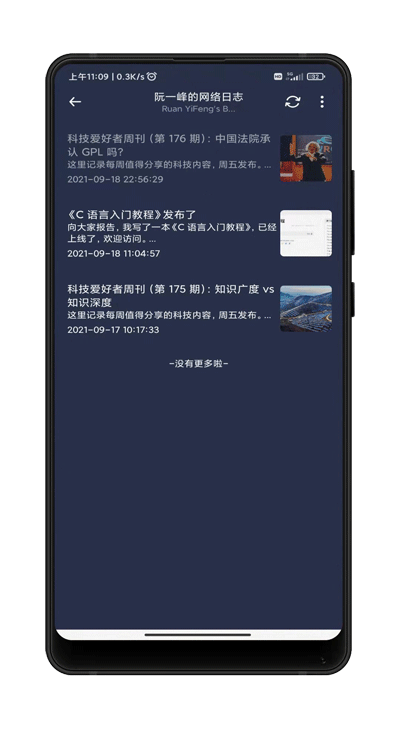 上午11:09 | 0.3K/s
HD 5G 32
阮一峰的网络日志
Ruan YiFeng's B...
科技爱好者周刊（第 176 期）：中国法院承
认 GPL 吗？
这里记录每周值得分享的科技内容，周五发布。...
2021-09-18 22:56:29
《C 语言入门教程》发布了
向大家报告，我写了一本《C 语言入门教程》，已经
上线了，欢迎访问。...
2021-09-18 11:04:57
科技爱好者周刊（第 175 期）：知识广度 vs
知识深度
这里记录每周值得分享的科技内容，周五发布。...
2021-09-17 10:17:33
-没有更多啦-